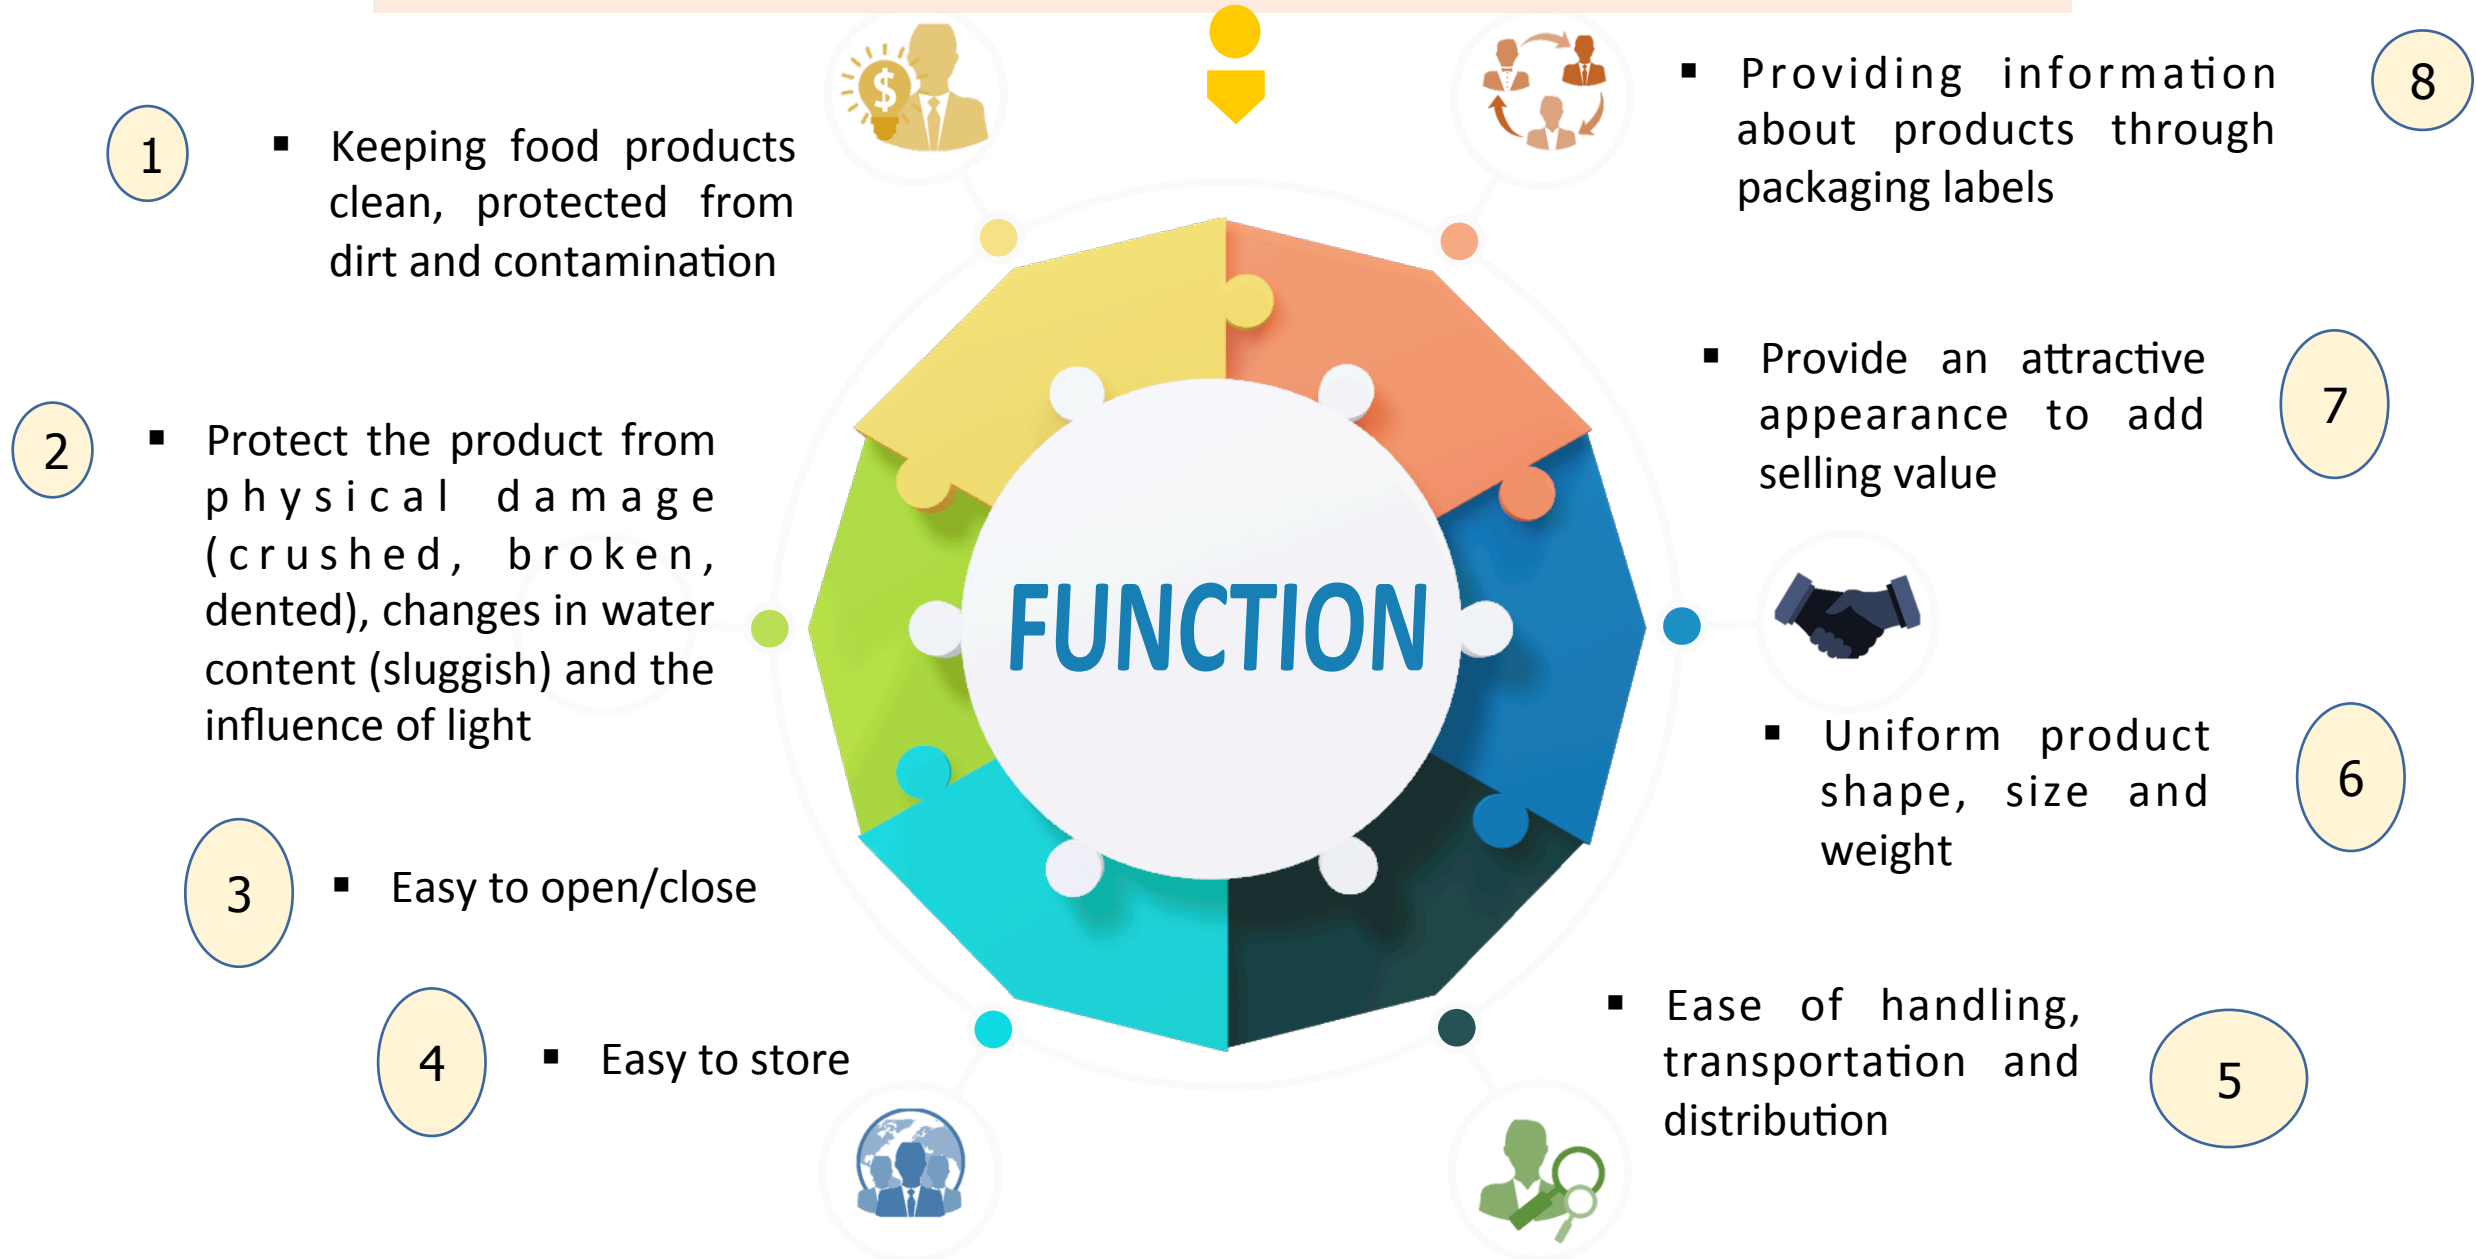 1
▪ Keeping food products
clean, protected from
dirt and contamination
2
▪ Protect the product from
physical damage
(crushed, broken,
dented), changes in water
content (sluggish) and the
influence of light
3
▪ Easy to open/close
4
▪ Easy to store
FUNCTION
▪ Providing information
about products through
packaging labels
8
▪ Provide an attractive
appearance to add
selling value
7
▪ Uniform product
shape, size and
weight
6
▪ Ease of handling,
transportation and
distribution
5
$